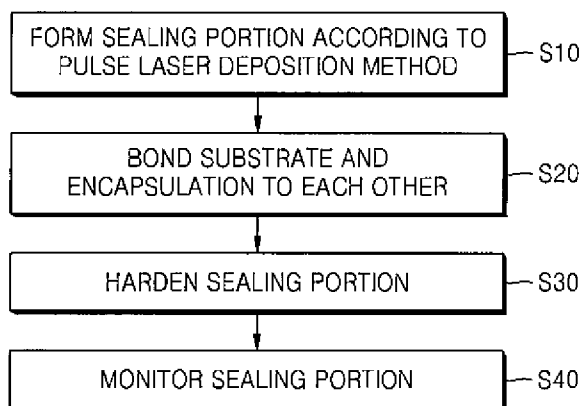 FORM SEALING PORTION ACCORDING TO
PULSE LASER DEPOSITION METHOD
S10
BOND SUBSTRATE AND
ENCAPSULATION TO EACH OTHER
S20
HARDEN SEALING PORTION
S30
MONITOR SEALING PORTION
S40